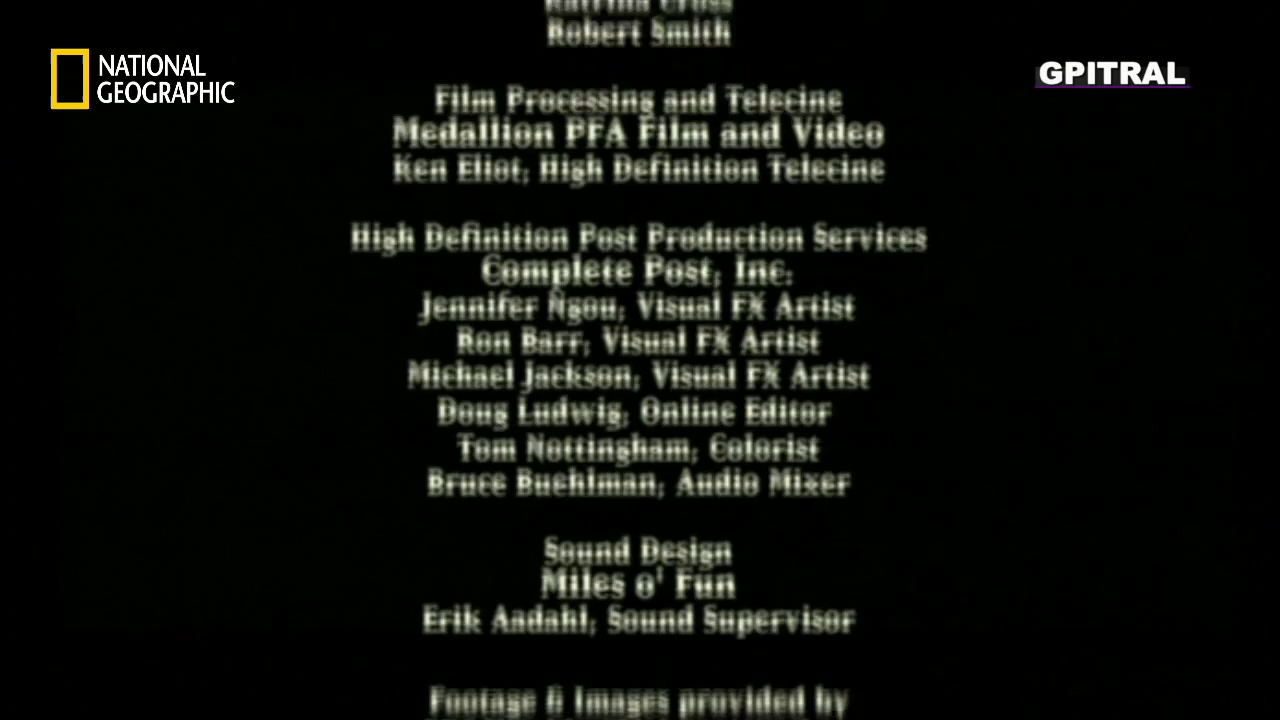 Robert Smith
NATIONAL
GEOGRAPHIC
GPITRAL
Film Processing and Telecine
Medallion PFA Film and Video
Ken Eliot, High Definition Telecine
High Definition Post Production Services
Complete Post, Inc.
Jennifer Ngou, Visual FX Artist
Ron Barr, Visual FX Artist
Michael Jackson, Visual FX Artist
Doug Ludwig, Online Editor
Tom Nottingham, Colorist
Bruce Buehlman, Audio Mixer
Sound Design
Miles o' Fun
Erik Aadahl, Sound Supervisor
Footage & Images provided by